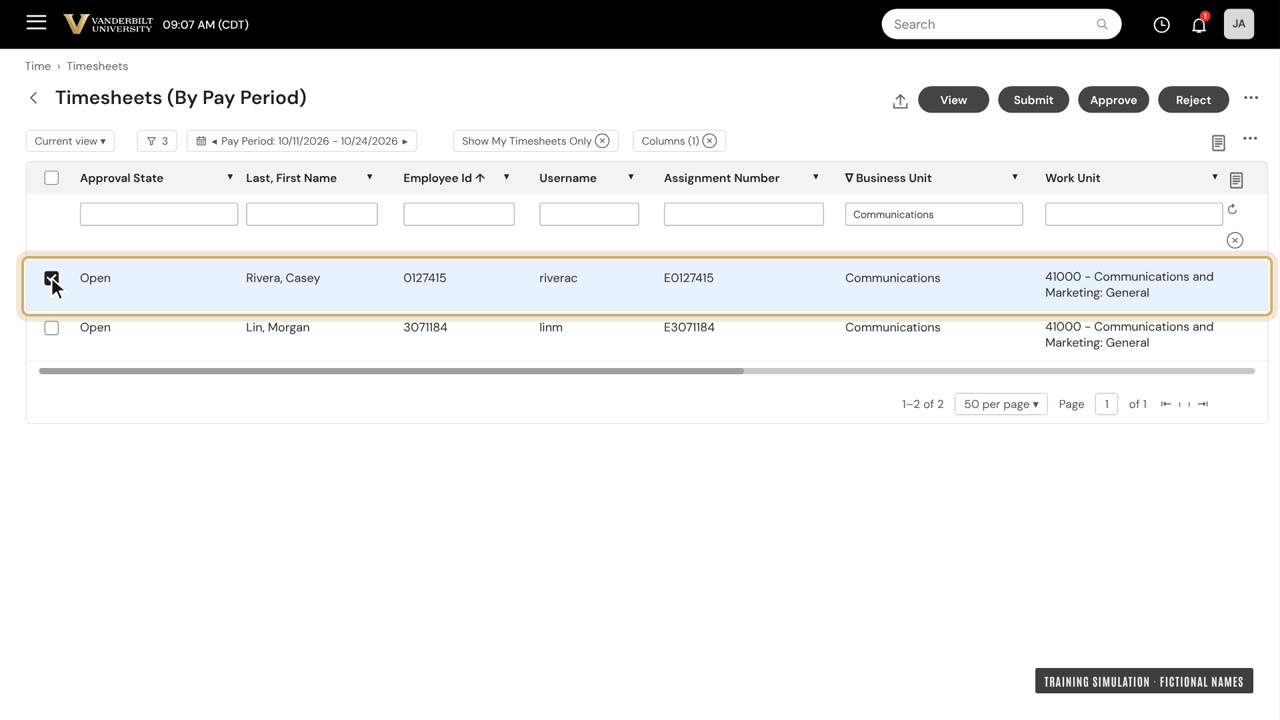 VANDERBILT
UNIVERSITY
09:07 AM (CDT)
Search
1
JA
Time › Timesheets
Timesheets (By Pay Period)
View
Submit
Approve
Reject
Current view
3
Pay Period: 10/11/2026 - 10/24/2026
Show My Timesheets Only
Columns (1)
Approval State
Last, First Name
Employee Id
Username
Assignment Number
Business Unit
Work Unit
Communications
Open
Rivera, Casey
0127415
riverac
E0127415
Communications
41000 - Communications and
Marketing: General
Open
Lin, Morgan
3071184
linm
E3071184
Communications
41000 - Communications and
Marketing: General
1–2 of 2
50 per page
Page
1
of 1
TRAINING SIMULATION · FICTIONAL NAMES